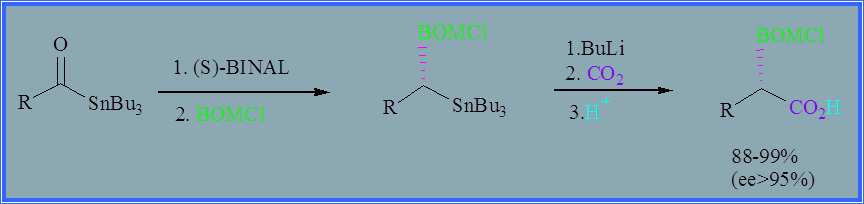 O
R
SnBu3
1. (S)-BINAL
2. BOMCl
BOMCl
R
SnBu3
1.BuLi
2. CO2
3.H+
BOMCl
R
CO2H
88-99%
(ee>95%)